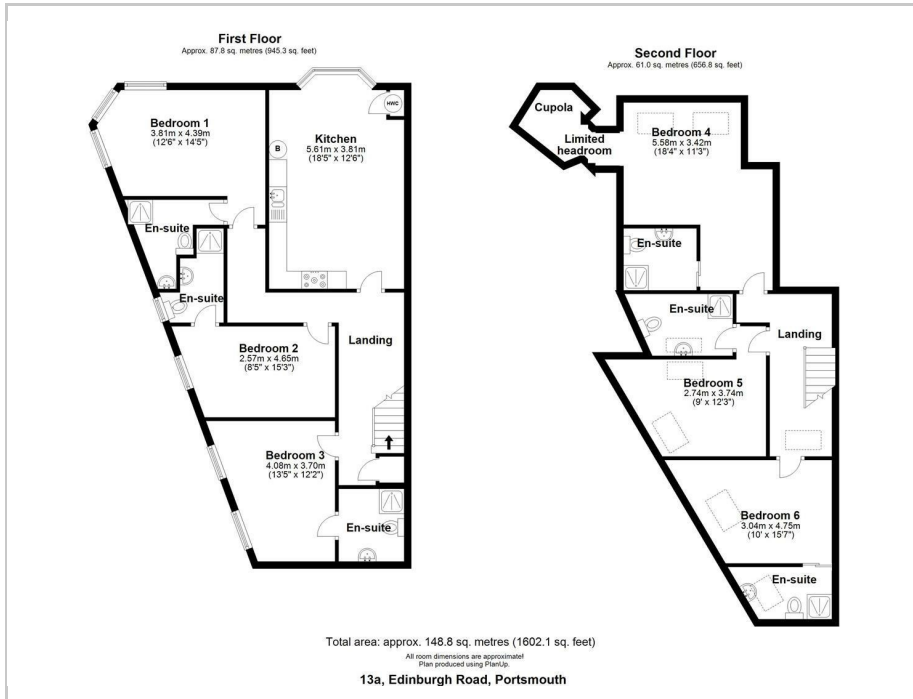 First Floor
Approx. 87.8 sq. metres (945.3 sq. feet)
Bedroom 1
3.81m x 4.39m
(12'6" x 14'5")
Kitchen
5.61m x 3.81m
(18'5" x 12'6")
HWC
B
En-suite
En-suite
Bedroom 2
2.57m x 4.65m
(8'5" x 15'3")
Landing
Bedroom 3
4.08m x 3.70m
(13'5" x 12'2")
En-suite
Second Floor
Approx. 61.0 sq. metres (656.8 sq. feet)
Cupola
Limited
headroom
Bedroom 4
5.58m x 3.42m
(18'4" x 11'3")
En-suite
En-suite
Landing
Bedroom 5
2.74m x 3.74m
(9' x 12'3")
Bedroom 6
3.04m x 4.75m
(10' x 15'7")
En-suite
Total area: approx. 148.8 sq. metres (1602.1 sq. feet)
All room dimensions are approximate!
Plan produced using PlanUp.
13a, Edinburgh Road, Portsmouth